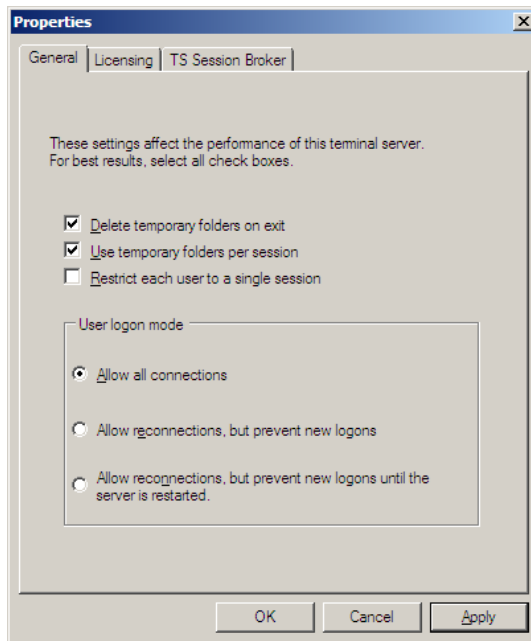 Properties
General Licensing TS Session Broker
These settings affect the performance of this terminal server.
For best results, select all check boxes.
Delete temporary folders on exit
Use temporary folders per session
Restrict each user to a single session
User logon mode
Allow all connections
Allow reconnections, but prevent new logons
Allow reconnections, but prevent new logons until the
server is restarted.
OK Cancel Apply